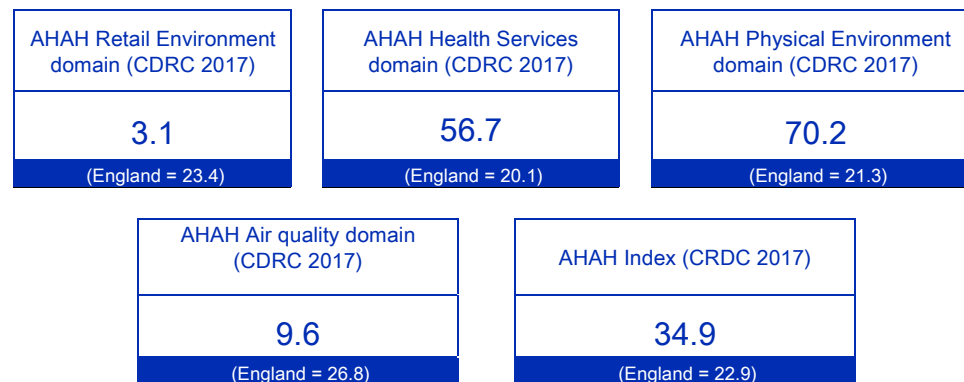 AHAH Retail Environment
domain (CDRC 2017)
3.1
(England = 23.4)
AHAH Health Services
domain (CDRC 2017)
56.7
(England = 20.1)
AHAH Physical Environment
domain (CDRC 2017)
70.2
(England = 21.3)
AHAH Air quality domain
(CDRC 2017)
9.6
(England = 26.8)
AHAH Index (CRDC 2017)
34.9
(England = 22.9)